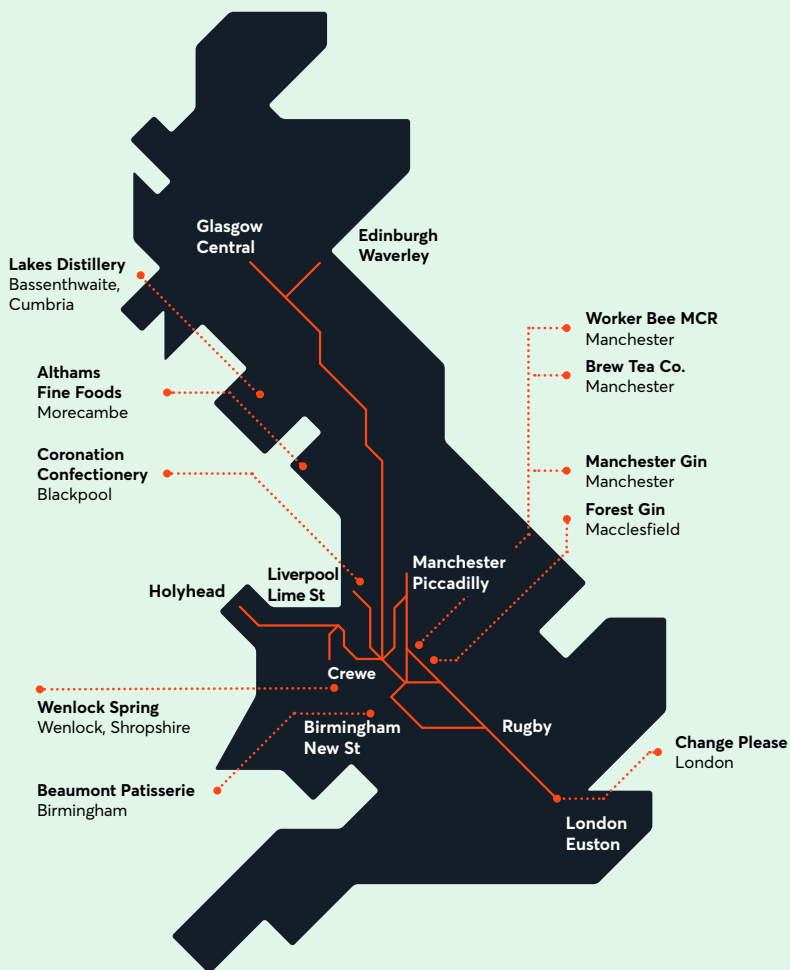 Glasgow
Central
Edinburgh
Waverley
Lakes Distillery
Bassenthwaite,
Cumbria
Worker Bee MCR
Manchester
Brew Tea Co.
Manchester
Althams
Fine Foods
Morecambe
Coronation
Confectionery
Blackpool
Manchester Gin
Manchester
Forest Gin
Macclesfield
Manchester
Piccadilly
Liverpool
Lime St
Holyhead
Crewe
Wenlock Spring
Wenlock, Shropshire
Birmingham
New St
Rugby
Change Please
London
Beaumont Patisserie
Birmingham
London
Euston